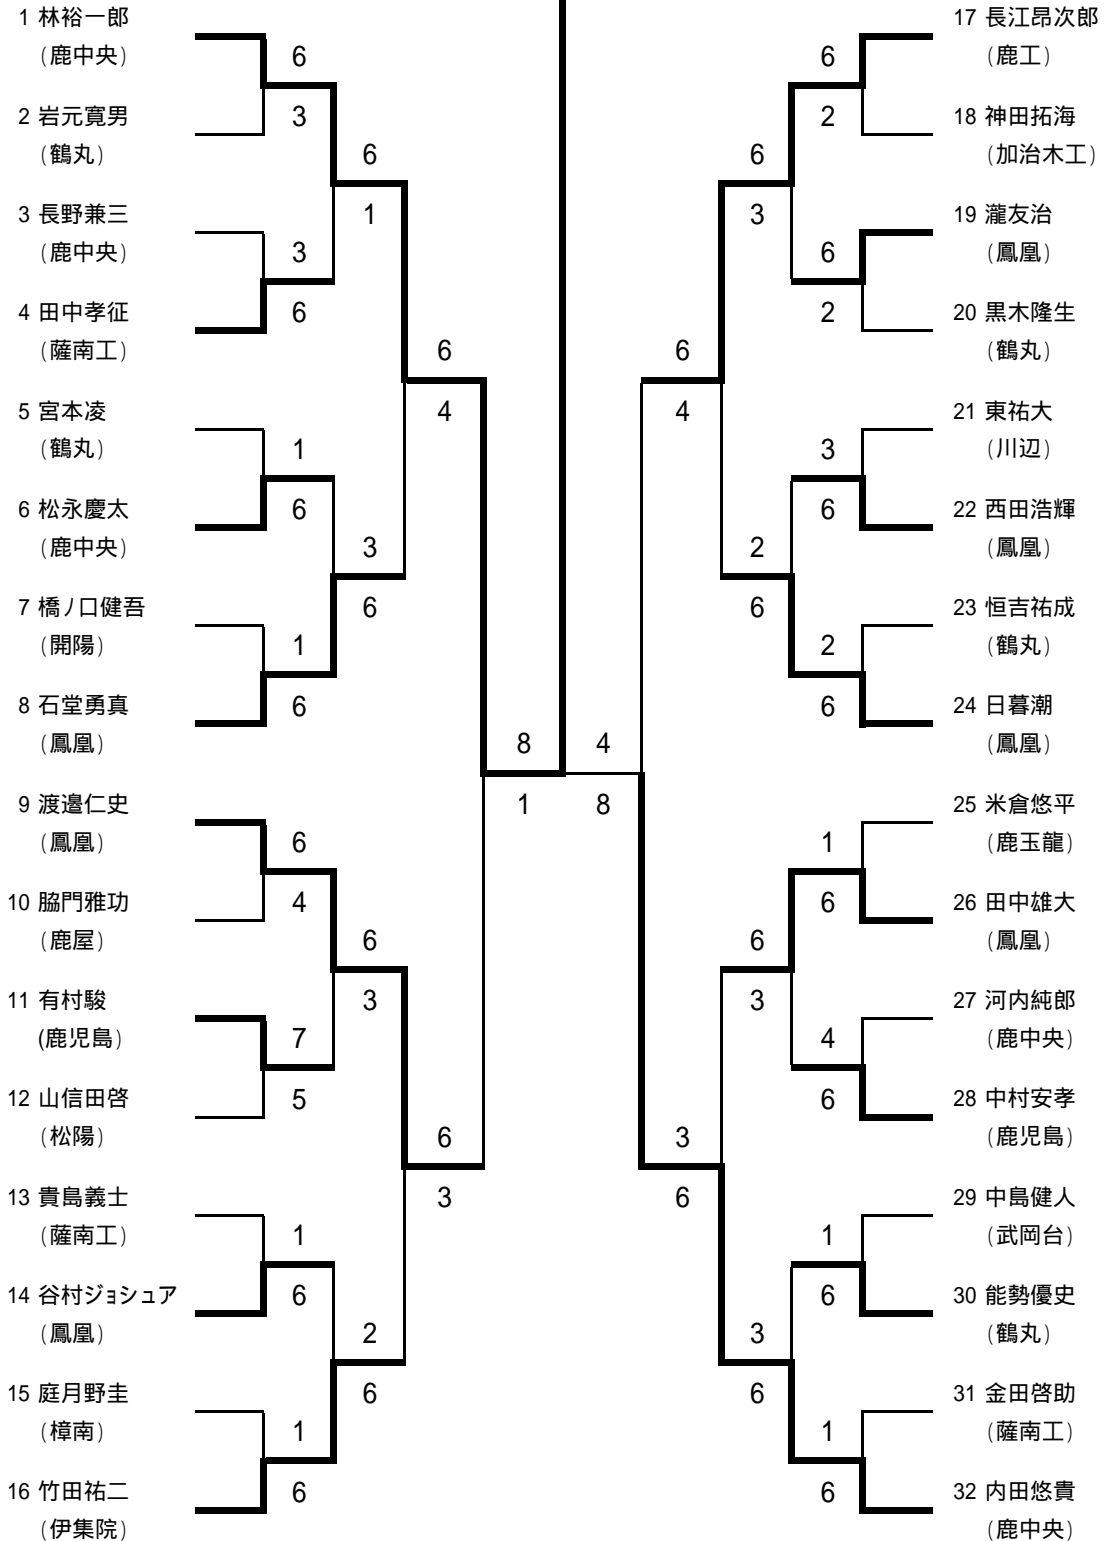 1 林裕一郎
(鹿中央)
6
3
2 岩元寛男
(鶴丸)
6
1
3 長野兼三
(鹿中央)
3
6
4 田中孝征
(薩南工)
6
4
5 宮本凌
(鶴丸)
1
6
6 松永慶太
(鹿中央)
3
6
7 橋ノ口健吾
(開陽)
1
6
8 石堂勇真
(鳳凰)
8
1
9 渡邉仁史
(鳳凰)
6
4
10 脇門雅功
(鹿屋)
6
3
11 有村駿
(鹿児島)
7
5
12 山信田啓
(松陽)
6
3
13 貴島義士
(薩南工)
1
6
14 谷村ジョシュア
(鳳凰)
2
6
15 庭月野圭
(樟南)
1
6
16 竹田祐二
(伊集院)
17 長江昂次郎
(鹿工)
6
2
18 神田拓海
(加治木工)
6
3
19 瀧友治
(鳳凰)
6
2
20 黒木隆生
(鶴丸)
6
4
21 東祐大
(川辺)
3
6
22 西田浩輝
(鳳凰)
2
6
23 恒吉祐成
(鶴丸)
2
6
24 日暮潮
(鳳凰)
4
8
25 米倉悠平
(鹿玉龍)
1
6
26 田中雄大
(鳳凰)
6
3
27 河内純郎
(鹿中央)
4
6
28 中村安孝
(鹿児島)
3
6
29 中島健人
(武岡台)
1
6
30 能勢優史
(鶴丸)
3
6
31 金田啓助
(薩南工)
1
6
32 内田悠貴
(鹿中央)